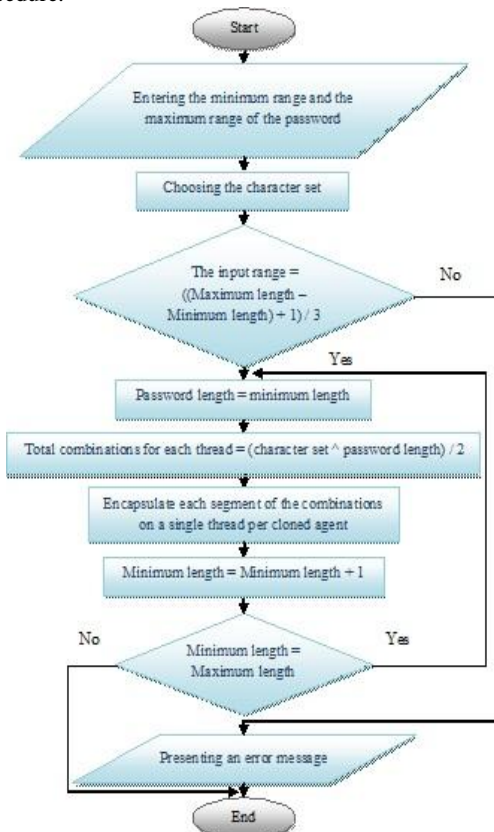 Start
Entering the minimum range and the
maximum range of the password
Choosing the character set
The input range =
((Maximum length –
Minimum length) + 1) / 3
No
Yes
Password length = minimum length
Total combinations for each thread = (character set ^ password length) / 2
Encapsulate each segment of the combinations
on a single thread per cloned agent
Minimum length = Minimum length + 1
No
Yes
Minimum length =
Maximum length
Presenting an error message
End